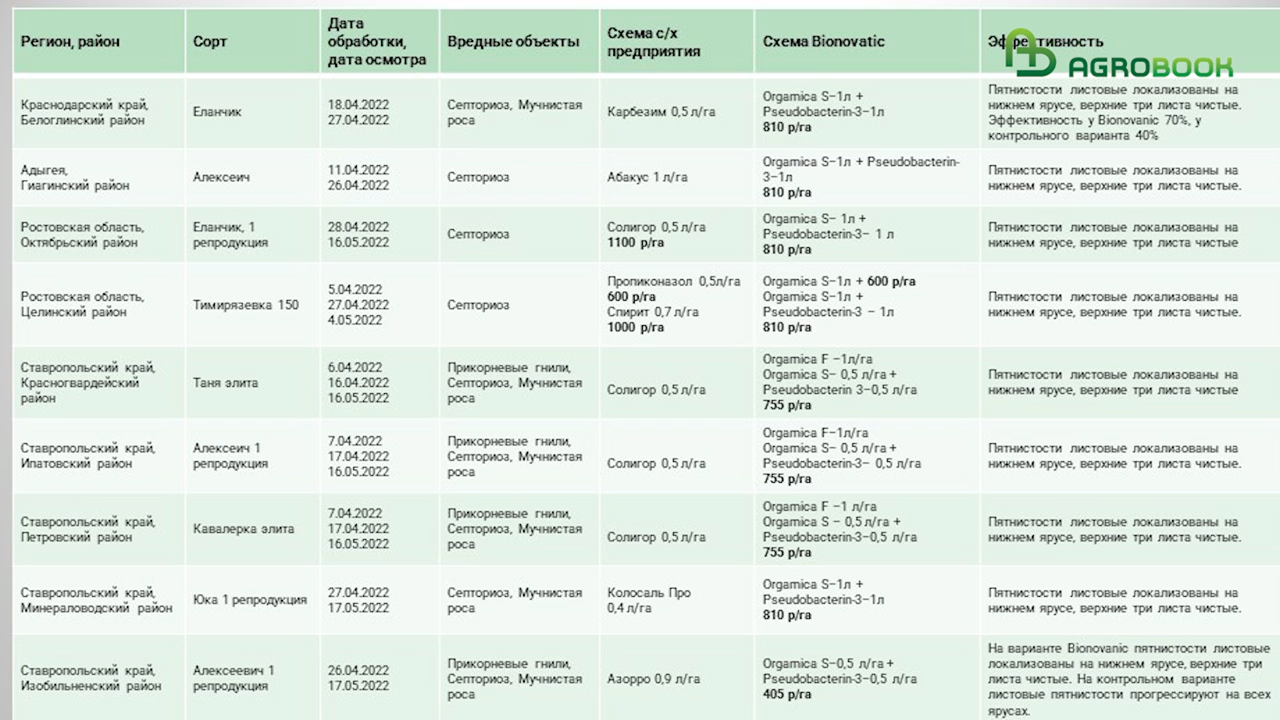 Регион, район
Сорт
Дата
обработки,
дата осмотра
Вредные объекты
Схема с/х
предприятия
Схема Bionovatic
Эффективность
AGROBOOK
Краснодарский край,
Белоглинский район
Еланчик
18.04.2022
27.04.2022
Септориоз, Мучнистая
роса
Карбезим 0,5 л/га
Orgamica S–1л +
Pseudobacterin-3–1л
810 р/га
Пятнистости листовые локализованы на
нижнем ярусе, верхние три листа чистые.
Эффективность у Bionovanic 70%, у
контрольного варианта 40%
Адыгея,
Гиагинский район
Алексеич
11.04.2022
26.04.2022
Септориоз
Абакус 1 л/га
Orgamica S–1л + Pseudobacterin-
3–1л
810 р/га
Пятнистости листовые локализованы на
нижнем ярусе, верхние три листа чистые.
Ростовская область,
Октябрьский район
Еланчик, 1
репродукция
28.04.2022
16.05.2022
Септориоз
Солигор 0,5 л/га
1100 р/га
Orgamica S– 1л +
Pseudobacterin-3– 1 л
810 р/га
Пятнистости листовые локализованы на
нижнем ярусе, верхние три листа чистые
Ростовская область,
Целинский район
Тимирязевка 150
5.04.2022
27.04.2022
4.05.2022
Септориоз
Пропиконазол 0,5л/га
600 р/га
Спирит 0,7 л/га
1000 р/га
Orgamica S–1л + 600 р/га
Orgamica S–1л +
Pseudobacterin-3 – 1л
810 р/га
Пятнистости листовые локализованы на
нижнем ярусе, верхние три листа чистые.
Ставропольский край,
Красногвардейский
район
Таня элита
6.04.2022
16.04.2022
16.05.2022
Прикорневые гнили,
Септориоз, Мучнистая
роса
Солигор 0,5 л/га
Orgamica F –1л/га
Orgamica S– 0,5 л/га +
Pseudobacterin 3–0,5 л/га
755 р/га
Пятнистости листовые локализованы на
нижнем ярусе, верхние три листа чистые
Ставропольский край,
Ипатовский район
Алексеич 1
репродукция
7.04.2022
17.04.2022
16.05.2022
Прикорневые гнили,
Септориоз, Мучнистая
роса
Солигор 0,5 л/га
Orgamica F–1л/га
Orgamica S– 0,5 л/га +
Pseudobacterin-3– 0,5 л/га
755 р/га
Пятнистости листовые локализованы на
нижнем ярусе, верхние три листа чистые.
Ставропольский край,
Петровский район
Кавалерка элита
7.04.2022
17.04.2022
16.05.2022
Прикорневые гнили,
Септориоз, Мучнистая
роса
Солигор 0,5 л/га
Orgamica F –1 л/га
Orgamica S – 0,5 л/га +
Pseudobacterin-3–0,5 л/га
755 р/га
Пятнистости листовые локализованы на
нижнем ярусе, верхние три листа чистые.
Ставропольский край,
Минераловодский район
Юка 1 репродукция
27.04.2022
17.05.2022
Септориоз, Мучнистая
роса
Колосаль Про
0,4 л/га
Orgamica S–1л +
Pseudobacterin-3–1л
810 р/га
Пятнистости листовые локализованы на
нижнем ярусе, верхние три листа чистые.
Ставропольский край,
Изобильненский район
Алексеевич 1
репродукция
26.04.2022
17.05.2022
Прикорневые гнили,
Септориоз, Мучнистая
роса
Азорро 0,9 л/га
Orgamica S–0,5 л/га +
Pseudobacterin-3–0,5 л/га
405 р/га
На варианте Bionovanic пятнистости листовые
локализованы на нижнем ярусе, верхние три
листа чистые. На контрольном варианте
листовые пятнистости прогрессируют на всех
ярусах.